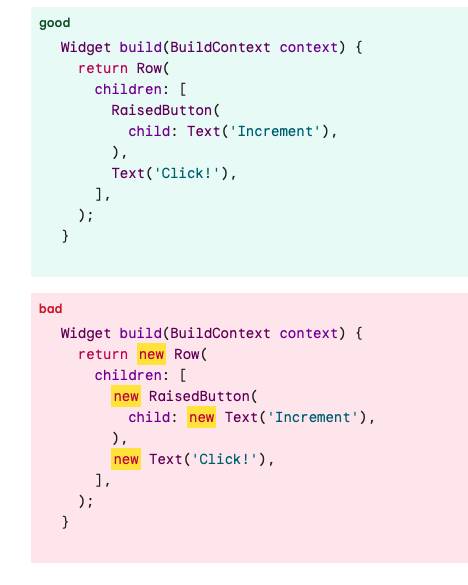 good
Widget build(BuildContext context) {
  return Row(
    children: [
      RaisedButton(
        child: Text('Increment'),
      ),
      Text('Click!'),
    ],
  );
}
bad
Widget build(BuildContext context) {
  return new Row(
    children: [
      new RaisedButton(
        child: new Text('Increment'),
      ),
      new Text('Click!'),
    ],
  );
}